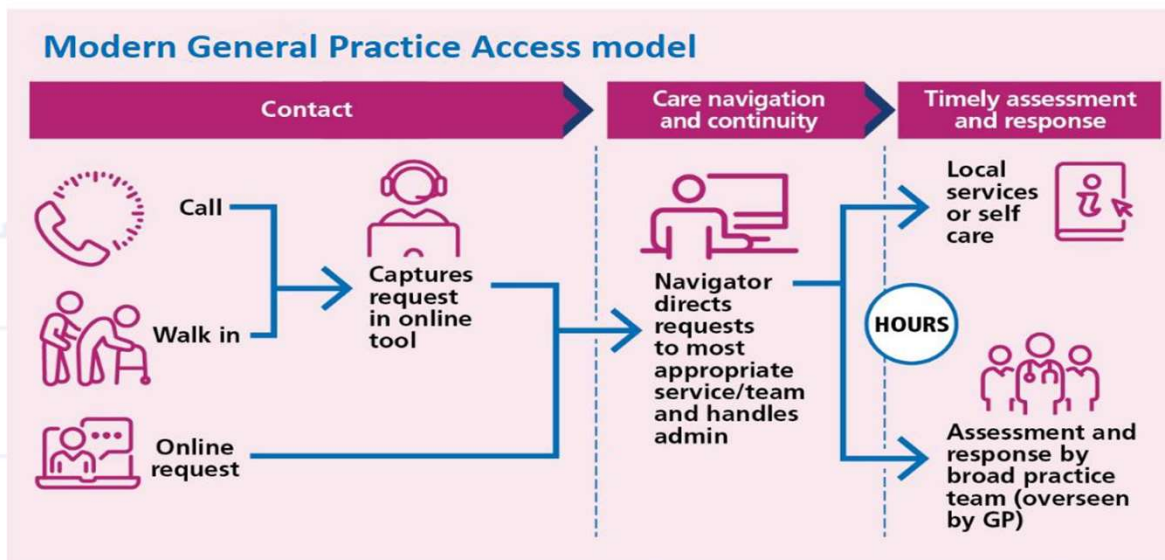 Modern General Practice Access model
Contact
Care navigation
and continuity
Timely assessment
and response
Call
Walk in
Online
request
Captures
request
in online
tool
Navigator
directs
requests
to most
appropriate
service/team
and handles
admin
Local
services
or self
care
HOURS
Assessment and
response by
broad practice
team (overseen
by GP)